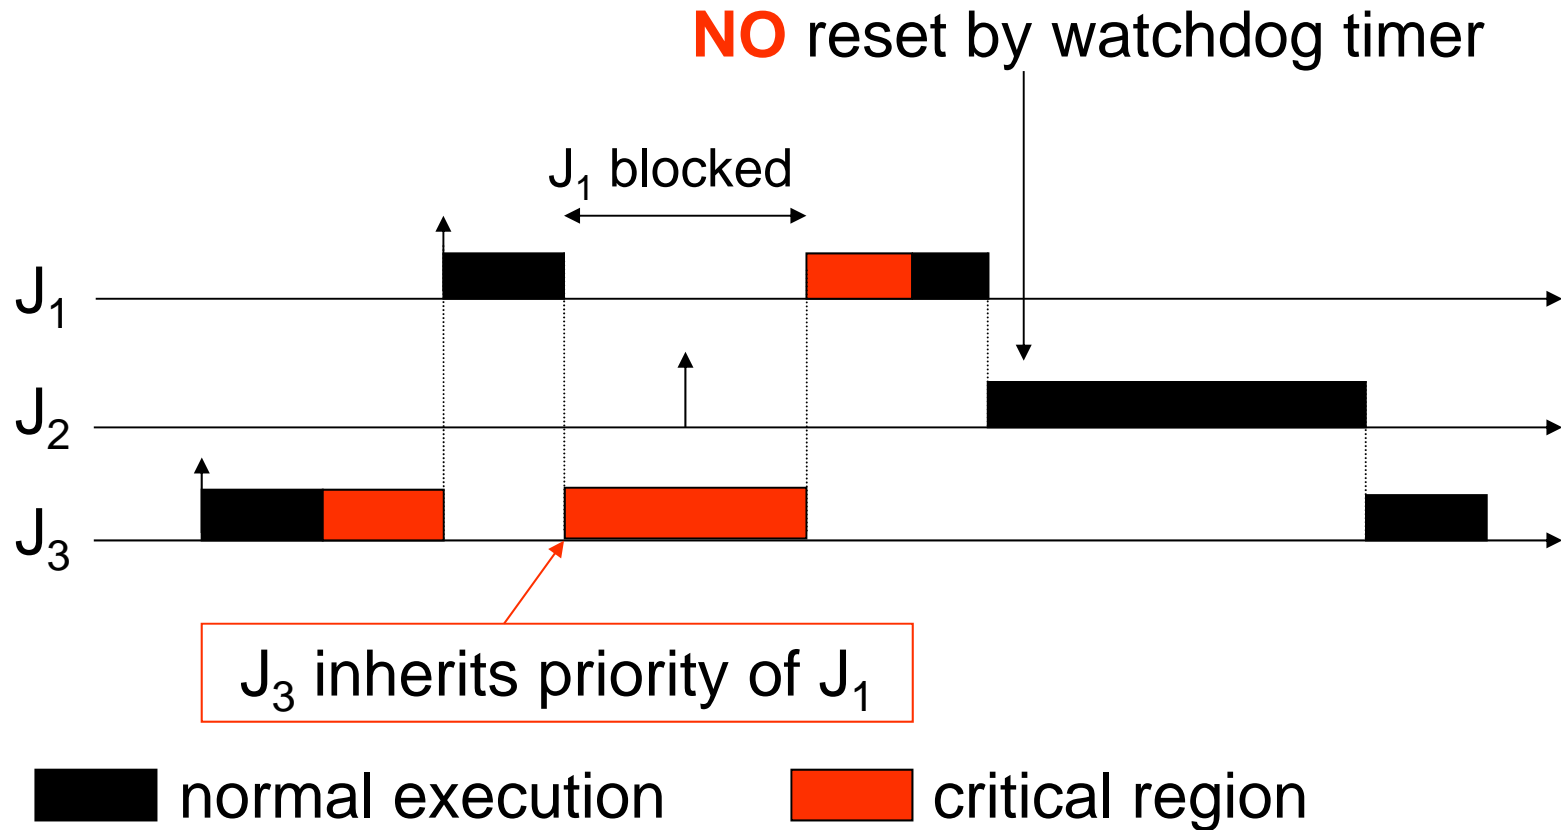 NO reset by watchdog timer
J₁ blocked
J₁
J₂
J₃
J₃ inherits priority of J₁
normal execution
critical region